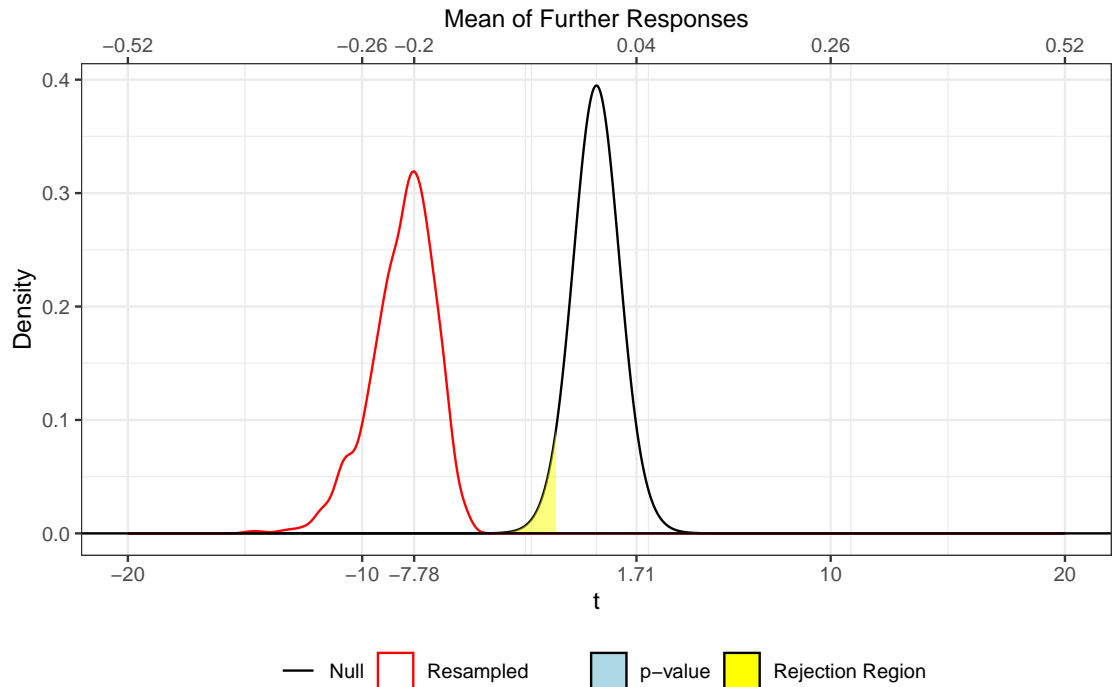 Mean of Further Responses
−0.52 −0.26 −0.2 0.04 0.26 0.52
0.4
0.3
0.2
0.1
0.0
Density
−20 −10 −7.78 1.71 10 20
t
Null Resampled p−value Rejection Region